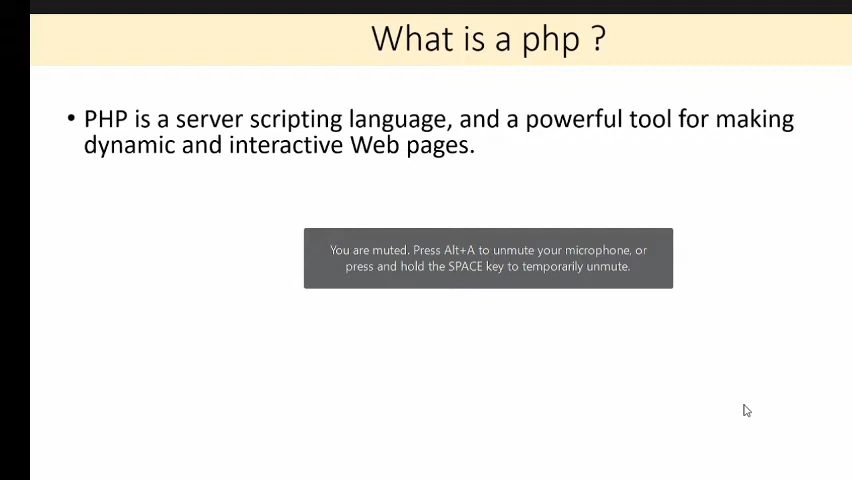 What is a php ?
• PHP is a server scripting language, and a powerful tool for making
dynamic and interactive Web pages.
You are muted. Press Alt+A to unmute your microphone, or
press and hold the SPACE key to temporarily unmute.